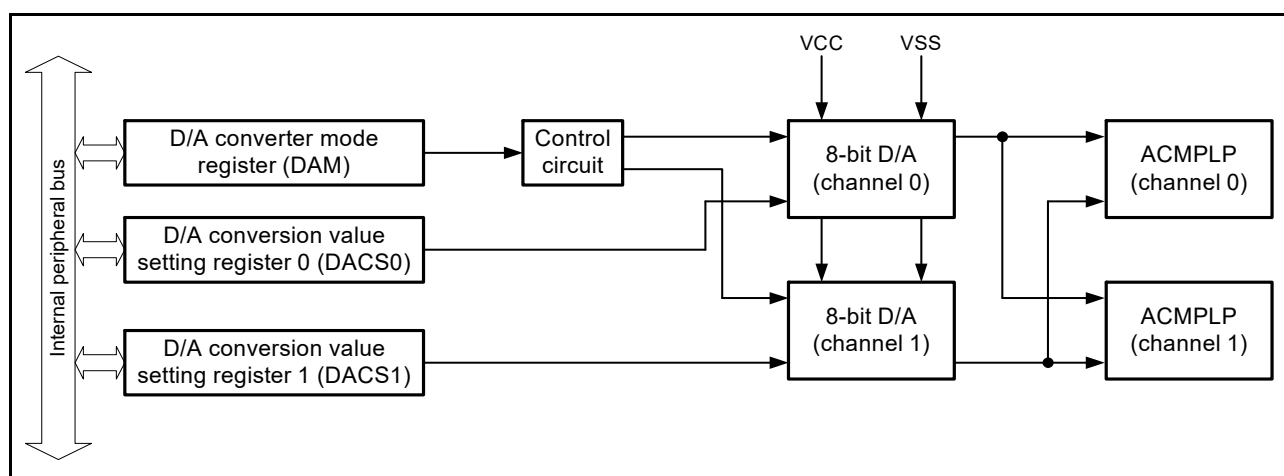 VCC
VSS
Internal peripheral bus
D/A converter mode
register (DAM)
Control
circuit
8-bit D/A
(channel 0)
ACMPLP
(channel 0)
D/A conversion value
setting register 0 (DACS0)
D/A conversion value
setting register 1 (DACS1)
8-bit D/A
(channel 1)
ACMPLP
(channel 1)